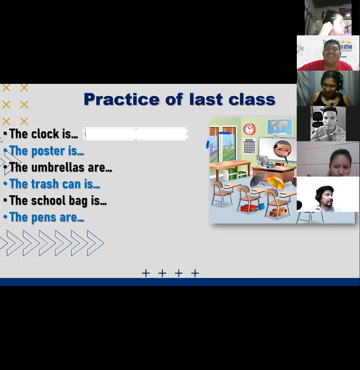 Practice of last class
• The clock is...
• The poster is...
• The umbrellas are...
• The trash can is...
• The school bag is...
• The pens are...